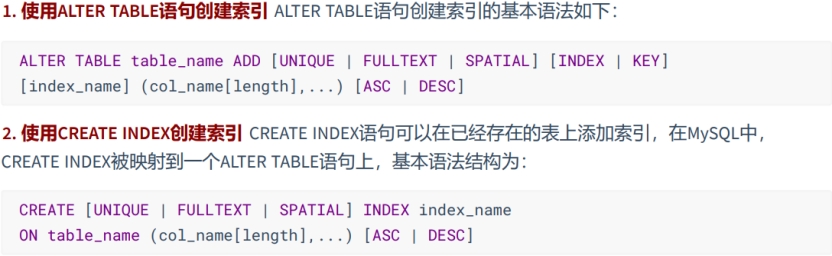 1. 使用ALTER TABLE语句创建索引 ALTER TABLE语句创建索引的基本语法如下：
ALTER TABLE table_name ADD [UNIQUE | FULLTEXT | SPATIAL] [INDEX | KEY]
[index_name] (col_name[length],...) [ASC | DESC]
2. 使用CREATE INDEX创建索引 CREATE INDEX语句可以在已经存在的表上添加索引，在MySQL中，
CREATE INDEX被映射到一个ALTER TABLE语句上，基本语法结构为：
CREATE [UNIQUE | FULLTEXT | SPATIAL] INDEX index_name
ON table_name (col_name[length],...) [ASC | DESC]